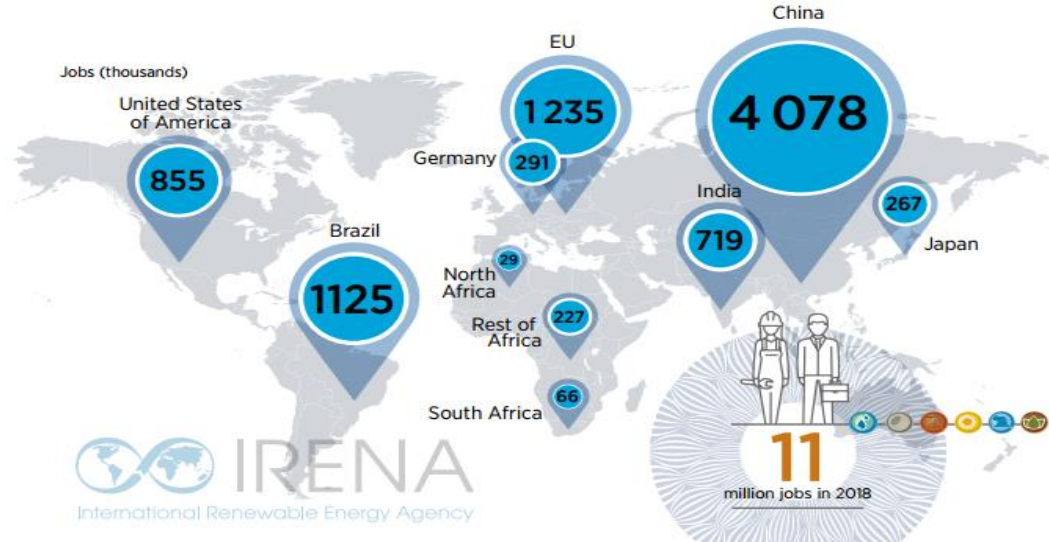 China
4 078
EU
1 235
Jobs (thousands)
United States
of America
855
Germany
291
India
719
267
Japan
Brazil
1125
29
North
Africa
Rest of
Africa
227
South Africa
66
IRENA
International Renewable Energy Agency
11
million jobs in 2018